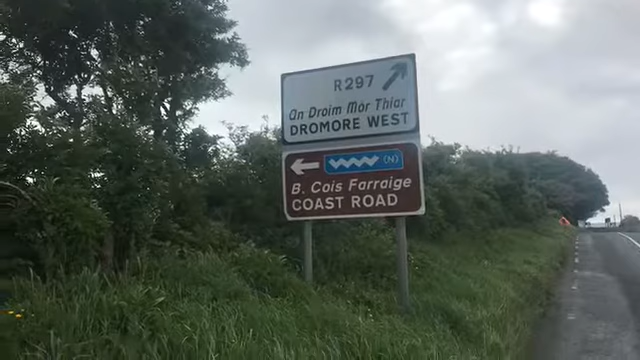 R297
An Droim Mór Thiar
DROMORE WEST
(N)
B. Cois Farraige
COAST ROAD